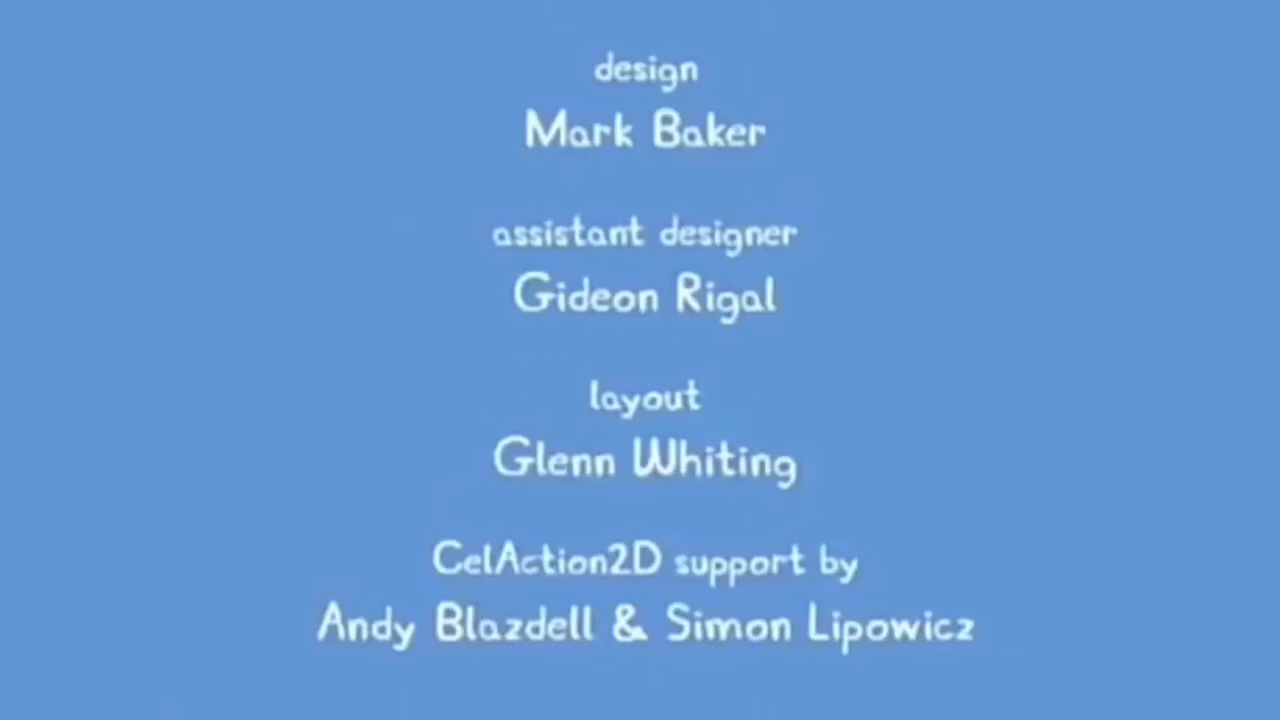 design
Mark Baker
assistant designer
Gideon Rigal
layout
Glenn Whiting
CelAction2D support by
Andy Blazdell & Simon Lipowicz